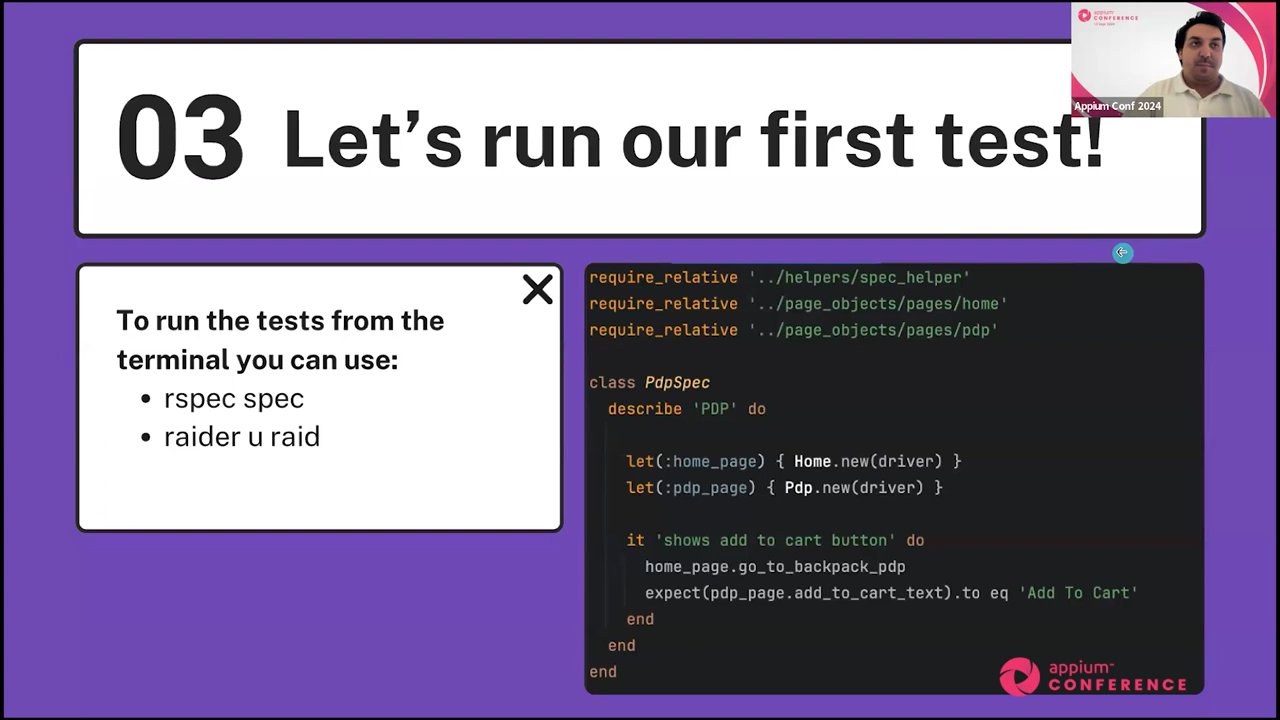 appium
CONFERENCE
Appium Conf 2024
03 Let's run our first test!
To run the tests from the
terminal you can use:
• rspec spec
• raider u raid
require_relative '../helpers/spec_helper'
require_relative '../page_objects/pages/home'
require_relative '../page_objects/pages/pdp'
class PdpSpec
describe 'PDP' do
let(:home_page) { Home.new(driver) }
let(:pdp_page) { Pdp.new(driver) }
it 'shows add to cart button' do
home_page.go_to_backpack_pdp
expect(pdp_page.add_to_cart_text).to eq 'Add To Cart'
end
end
end
appium
CONFERENCE